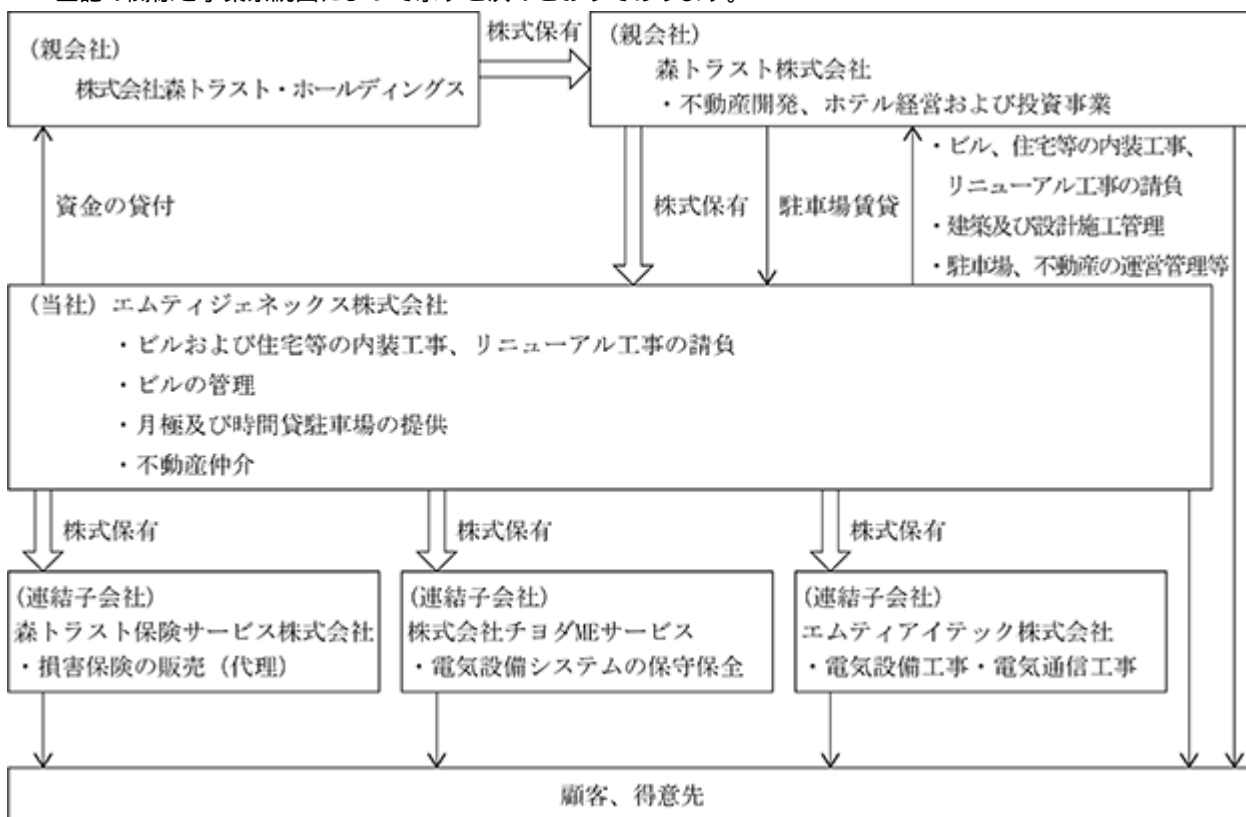 (親会社)
株式会社森トラスト・ホールディングス
株式保有
(親会社)
森トラスト株式会社
・不動産開発、ホテル経営および投資事業
資金の貸付
株式保有
駐車場賃貸
・ビル、住宅等の内装工事、
リニューアル工事の請負
・建築及び設計施工管理
・駐車場、不動産の運営管理等
(当社) エムティジェネックス株式会社
・ビルおよび住宅等の内装工事、リニューアル工事の請負
・ビルの管理
・月極及び時間貸駐車場の提供
・不動産仲介
株式保有
株式保有
株式保有
(連結子会社)
森トラスト保険サービス株式会社
・損害保険の販売 (代理)
(連結子会社)
株式会社チヨダMEサービス
・電気設備システムの保守保全
(連結子会社)
エムティアイテック株式会社
・電気設備工事・電気通信工事
顧客、得意先